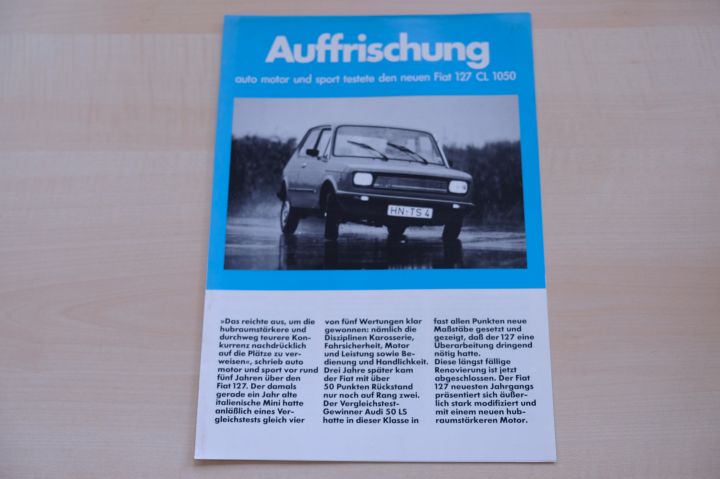 Auffrischung
auto motor und sport testete den neuen Fiat 127 CL 1050
HN-TS 4
»Das reichte aus, um die
hubraumstärkere und
durchweg teurere Kon-
kurrenz nachdrücklich
auf die Plätze zu ver-
weisen«, schrieb auto
motor und sport vor rund
fünf Jahren über den
Fiat 127. Der damals
gerade ein Jahr alte
italienische Mini hatte
anläßlich eines Ver-
gleichstests gleich vier
von fünf Wertungen klar
gewonnen: nämlich die
Disziplinen Karosserie,
Fahrsicherheit, Motor
und Leistung sowie Be-
dienung und Handlichkeit.
Drei Jahre später kam
der Fiat mit über
50 Punkten Rückstand
nur noch auf Rang zwei.
Der Vergleichstest-
Gewinner Audi 50 LS
hatte in dieser Klasse in
fast allen Punkten neue
Maßstöbe gesetzt und
gezeigt, daß der 127 eine
Überarbeitung dringend
nötig hatte.
Diese längst fällige
Renovierung ist jetzt
abgeschlossen. Der Fiat
127 neuesten Jahrgangs
präsentiert sich äußer-
lich stark modifiziert und
mit einem neuen hub-
raumstärkeren Motor.